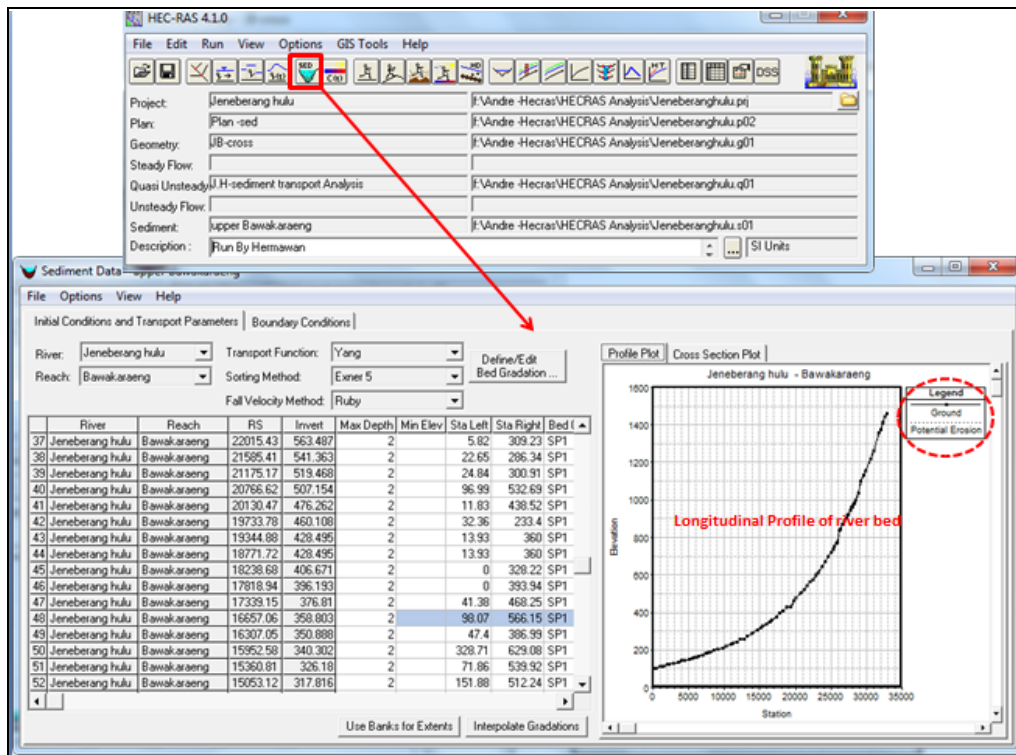 HEC-RAS 4.1.0
File Edit Run View Options GIS Tools Help
SED
HD
HT
DSS
Project: Jeneberang hulu f:\Andre -Hecras\HECRAS Analysis\Jeneberanghulu.prj
Plan: Plan -sed f:\Andre -Hecras\HECRAS Analysis\Jeneberanghulu.p02
Geometry: JB-cross f:\Andre -Hecras\HECRAS Analysis\Jeneberanghulu.g01
Steady Flow:
Quasi Unsteady: J.H-sediment transport Analysis f:\Andre -Hecras\HECRAS Analysis\Jeneberanghulu.q01
Unsteady Flow:
Sediment: upper Bawakaraeng f:\Andre -Hecras\HECRAS Analysis\Jeneberanghulu.s01
Description : Run By Hermawan ... SI Units
Sediment Data - upper Bawakaraeng
File Options View Help
Initial Conditions and Transport Parameters Boundary Conditions
River: Jeneberang hulu Transport Function: Yang Define/Edit
Reach: Bawakaraeng Sorting Method: Exner 5 Bed Gradation ...
Fall Velocity Method: Ruby
River Reach RS Invert Max Depth Min Elev Sta Left Sta Right Bed
37 Jeneberang hulu Bawakaraeng 22015.43 563.487 2 5.82 309.23 SP1
38 Jeneberang hulu Bawakaraeng 21585.41 541.363 2 22.65 286.34 SP1
39 Jeneberang hulu Bawakaraeng 21175.17 519.468 2 24.84 300.91 SP1
40 Jeneberang hulu Bawakaraeng 20766.62 507.154 2 96.99 532.69 SP1
41 Jeneberang hulu Bawakaraeng 20130.47 476.262 2 11.83 438.52 SP1
42 Jeneberang hulu Bawakaraeng 19733.78 460.108 2 32.36 233.4 SP1
43 Jeneberang hulu Bawakaraeng 19344.88 428.495 2 13.93 360 SP1
44 Jeneberang hulu Bawakaraeng 18771.72 428.495 2 13.93 360 SP1
45 Jeneberang hulu Bawakaraeng 18238.68 406.671 2 0 328.22 SP1
46 Jeneberang hulu Bawakaraeng 17818.94 396.193 2 0 393.94 SP1
47 Jeneberang hulu Bawakaraeng 17339.15 376.81 2 41.38 468.25 SP1
48 Jeneberang hulu Bawakaraeng 16657.06 358.803 2 98.07 566.15 SP1
49 Jeneberang hulu Bawakaraeng 16307.05 350.888 2 47.4 386.99 SP1
50 Jeneberang hulu Bawakaraeng 15952.58 340.302 2 328.71 629.08 SP1
51 Jeneberang hulu Bawakaraeng 15360.81 326.18 2 71.86 539.92 SP1
52 Jeneberang hulu Bawakaraeng 15053.12 317.816 2 151.88 512.24 SP1
Use Banks for Extents Interpolate Gradations
Profile Plot Cross Section Plot
Jeneberang hulu - Bawakaraeng
Legend
Ground
Potential Erosion
1600
1400
1200
1000
800
600
400
200
0
Elevation
Longitudinal Profile of river bed
0 5000 10000 15000 20000 25000 30000 35000
Station